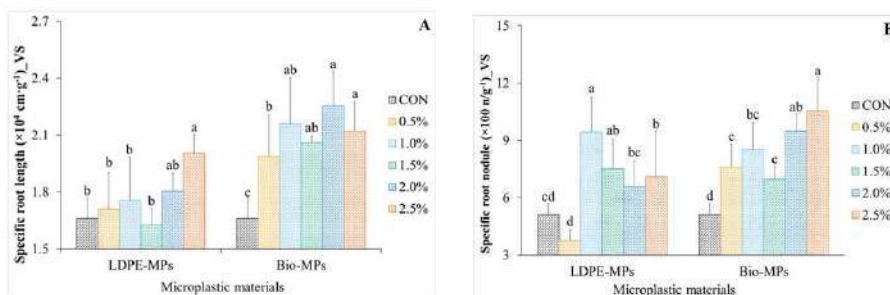 A
Specific root length (×10⁴ cm·g⁻¹)_VS
2.7
2.4
2.1
1.8
1.5
b
b
b
b
ab
a
c
b
ab
ab
a
a
CON
0.5%
1.0%
1.5%
2.0%
2.5%
LDPE-MPs
Bio-MPs
Microplastic materials
Specific root nodule (×100 n/g⁻¹)_VS
15
12
9
6
3
cd
d
a
ab
bc
b
d
c
bc
c
ab
a
CON
0.5%
1.0%
1.5%
2.0%
2.5%
LDPE-MPs
Bio-MPs
Microplastic materials